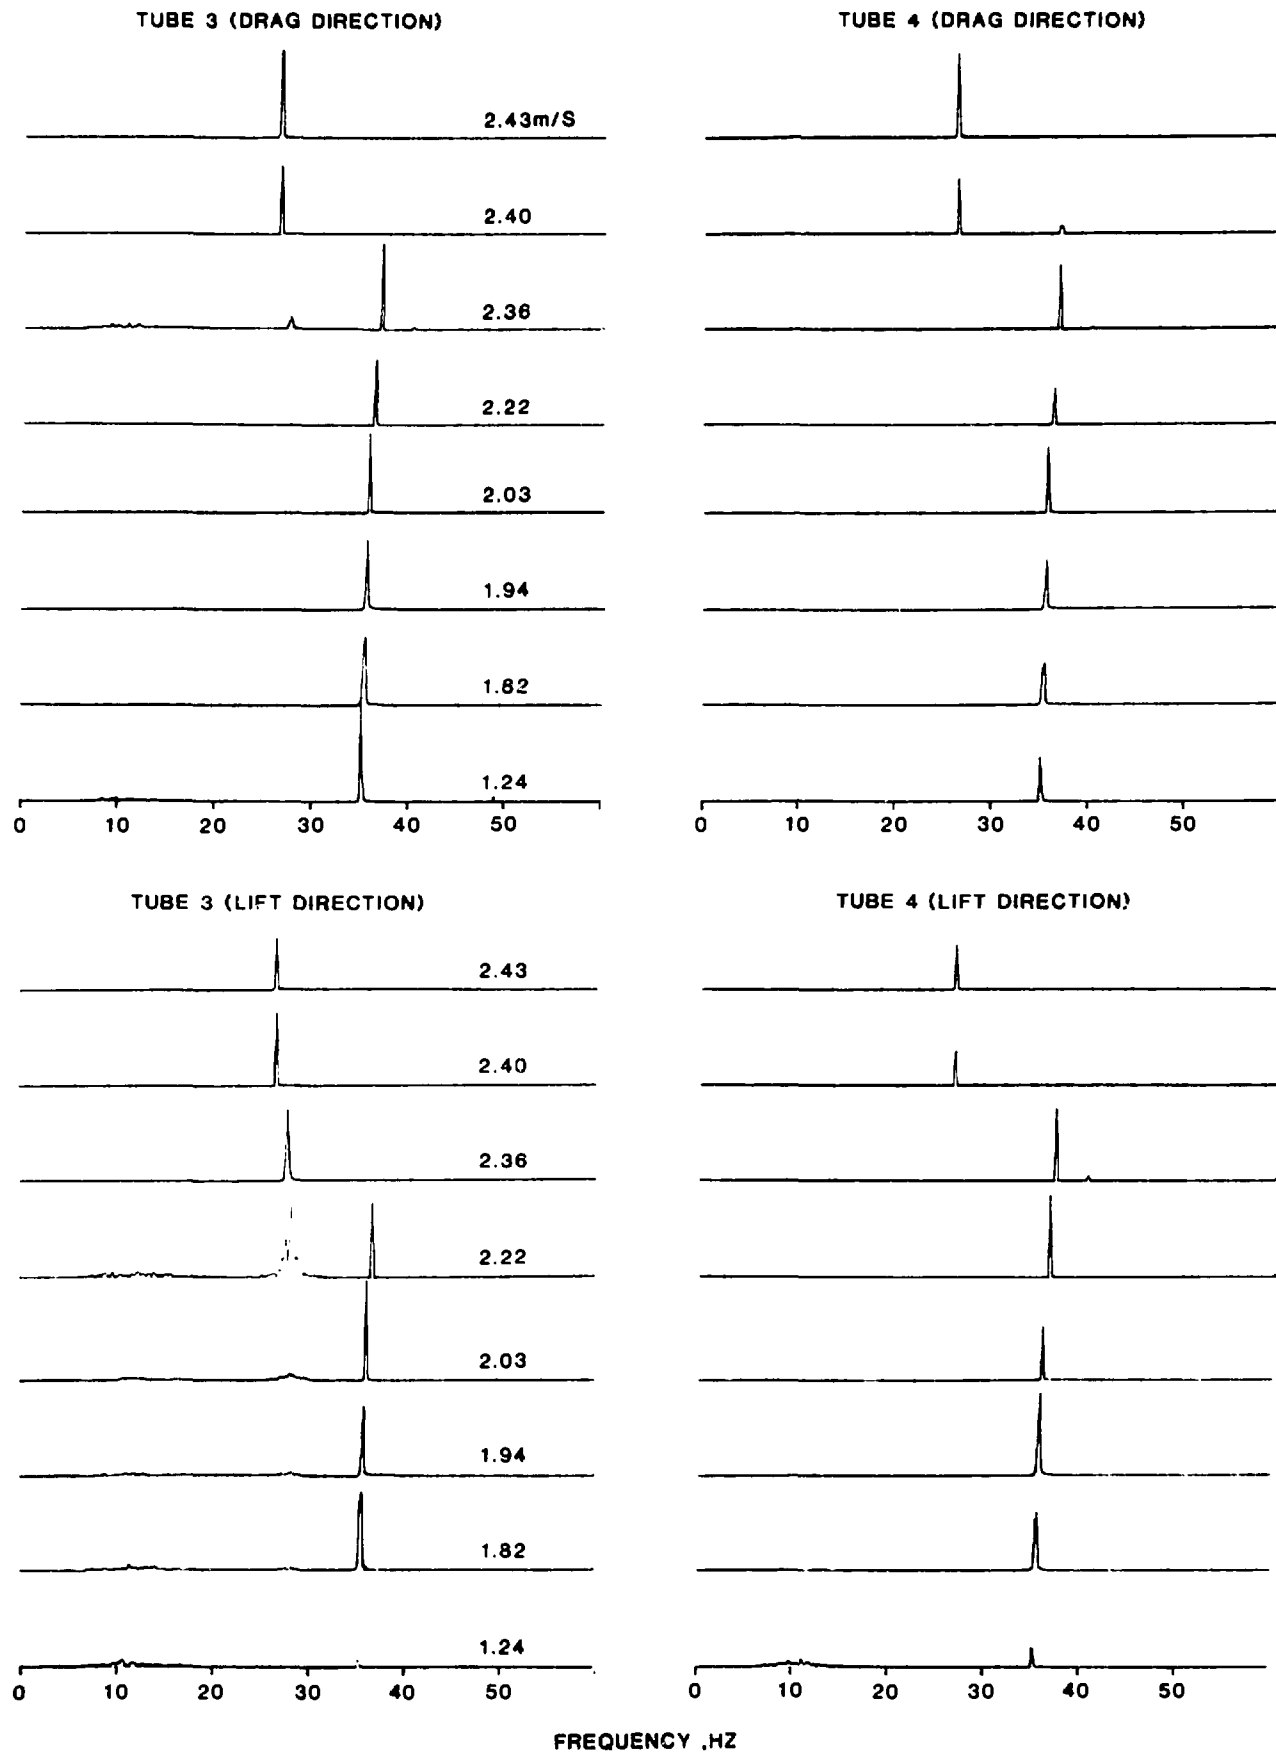 TUBE 3 (DRAG DIRECTION)
TUBE 4 (DRAG DIRECTION)
2.43m/S
2.40
2.36
2.22
2.03
1.94
1.82
1.24
0 10 20 30 40 50
0 10 20 30 40 50
TUBE 3 (LIFT DIRECTION)
TUBE 4 (LIFT DIRECTION)
2.43
2.40
2.36
2.22
2.03
1.94
1.82
1.24
0 10 20 30 40 50
0 10 20 30 40 50
FREQUENCY ,HZ